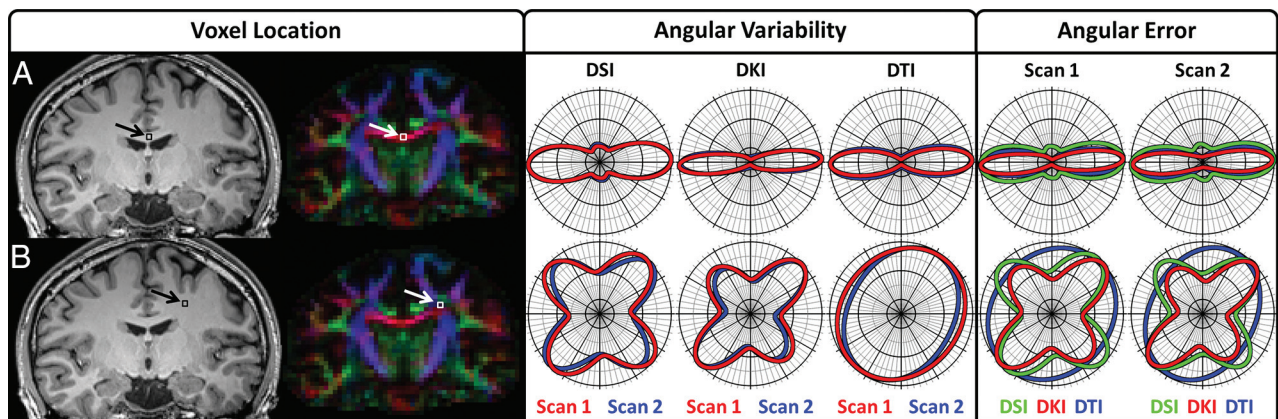 Voxel Location
Angular Variability
Angular Error
A
DSI
DKI
DTI
Scan 1
Scan 2
B
Scan 1 Scan 2
Scan 1 Scan 2
Scan 1 Scan 2
DSI DKI DTI
DSI DKI DTI